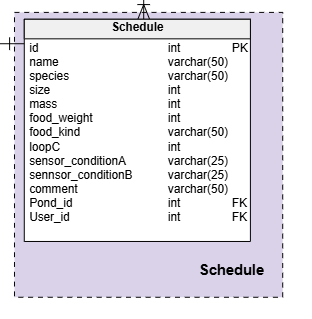 Schedule
id int PK
name varchar(50)
species varchar(50)
size int
mass int
food_weight int
food_kind varchar(50)
loopC int
sensor_conditionA varchar(25)
sennsor_conditionB varchar(25)
comment varchar(50)
Pond_id int FK
User_id int FK
Schedule